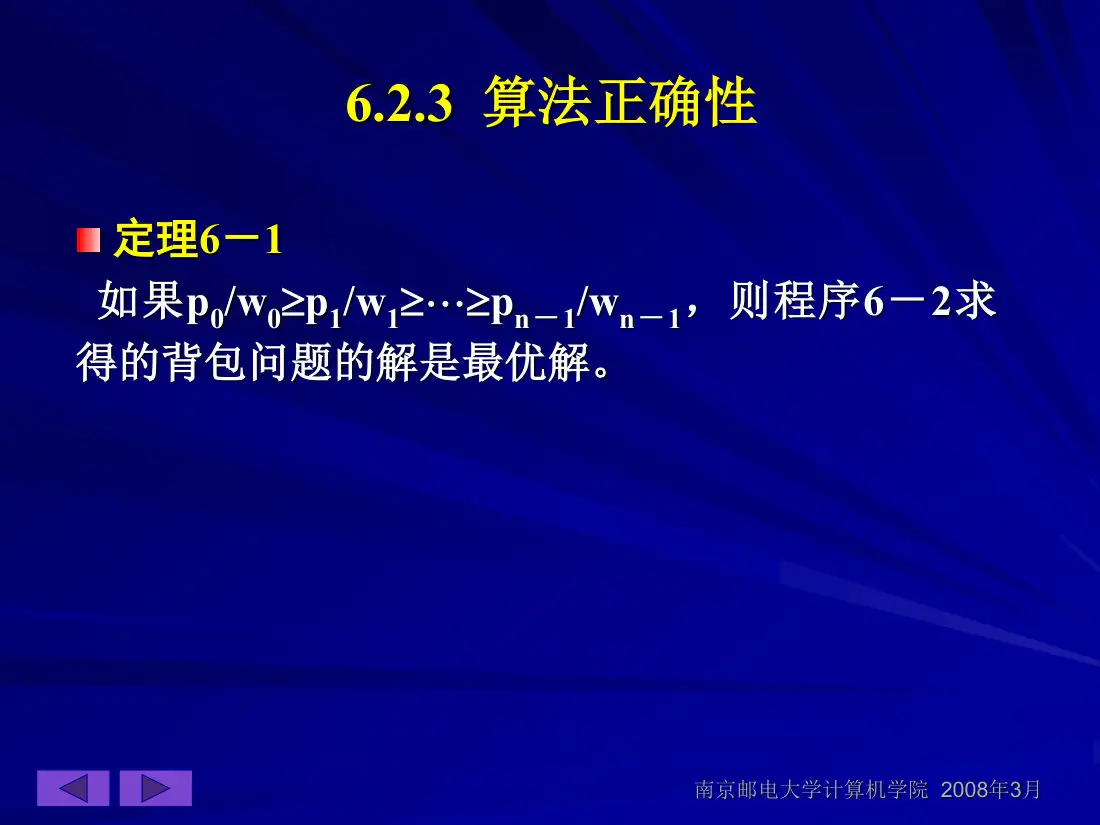 6.2.3 算法正确性
定理6－1
如果p₀/w₀≥p₁/w₁≥⋯≥pₙ₋₁/wₙ₋₁，则程序6－2求
得的背包问题的解是最优解。
南京邮电大学计算机学院 2008年3月